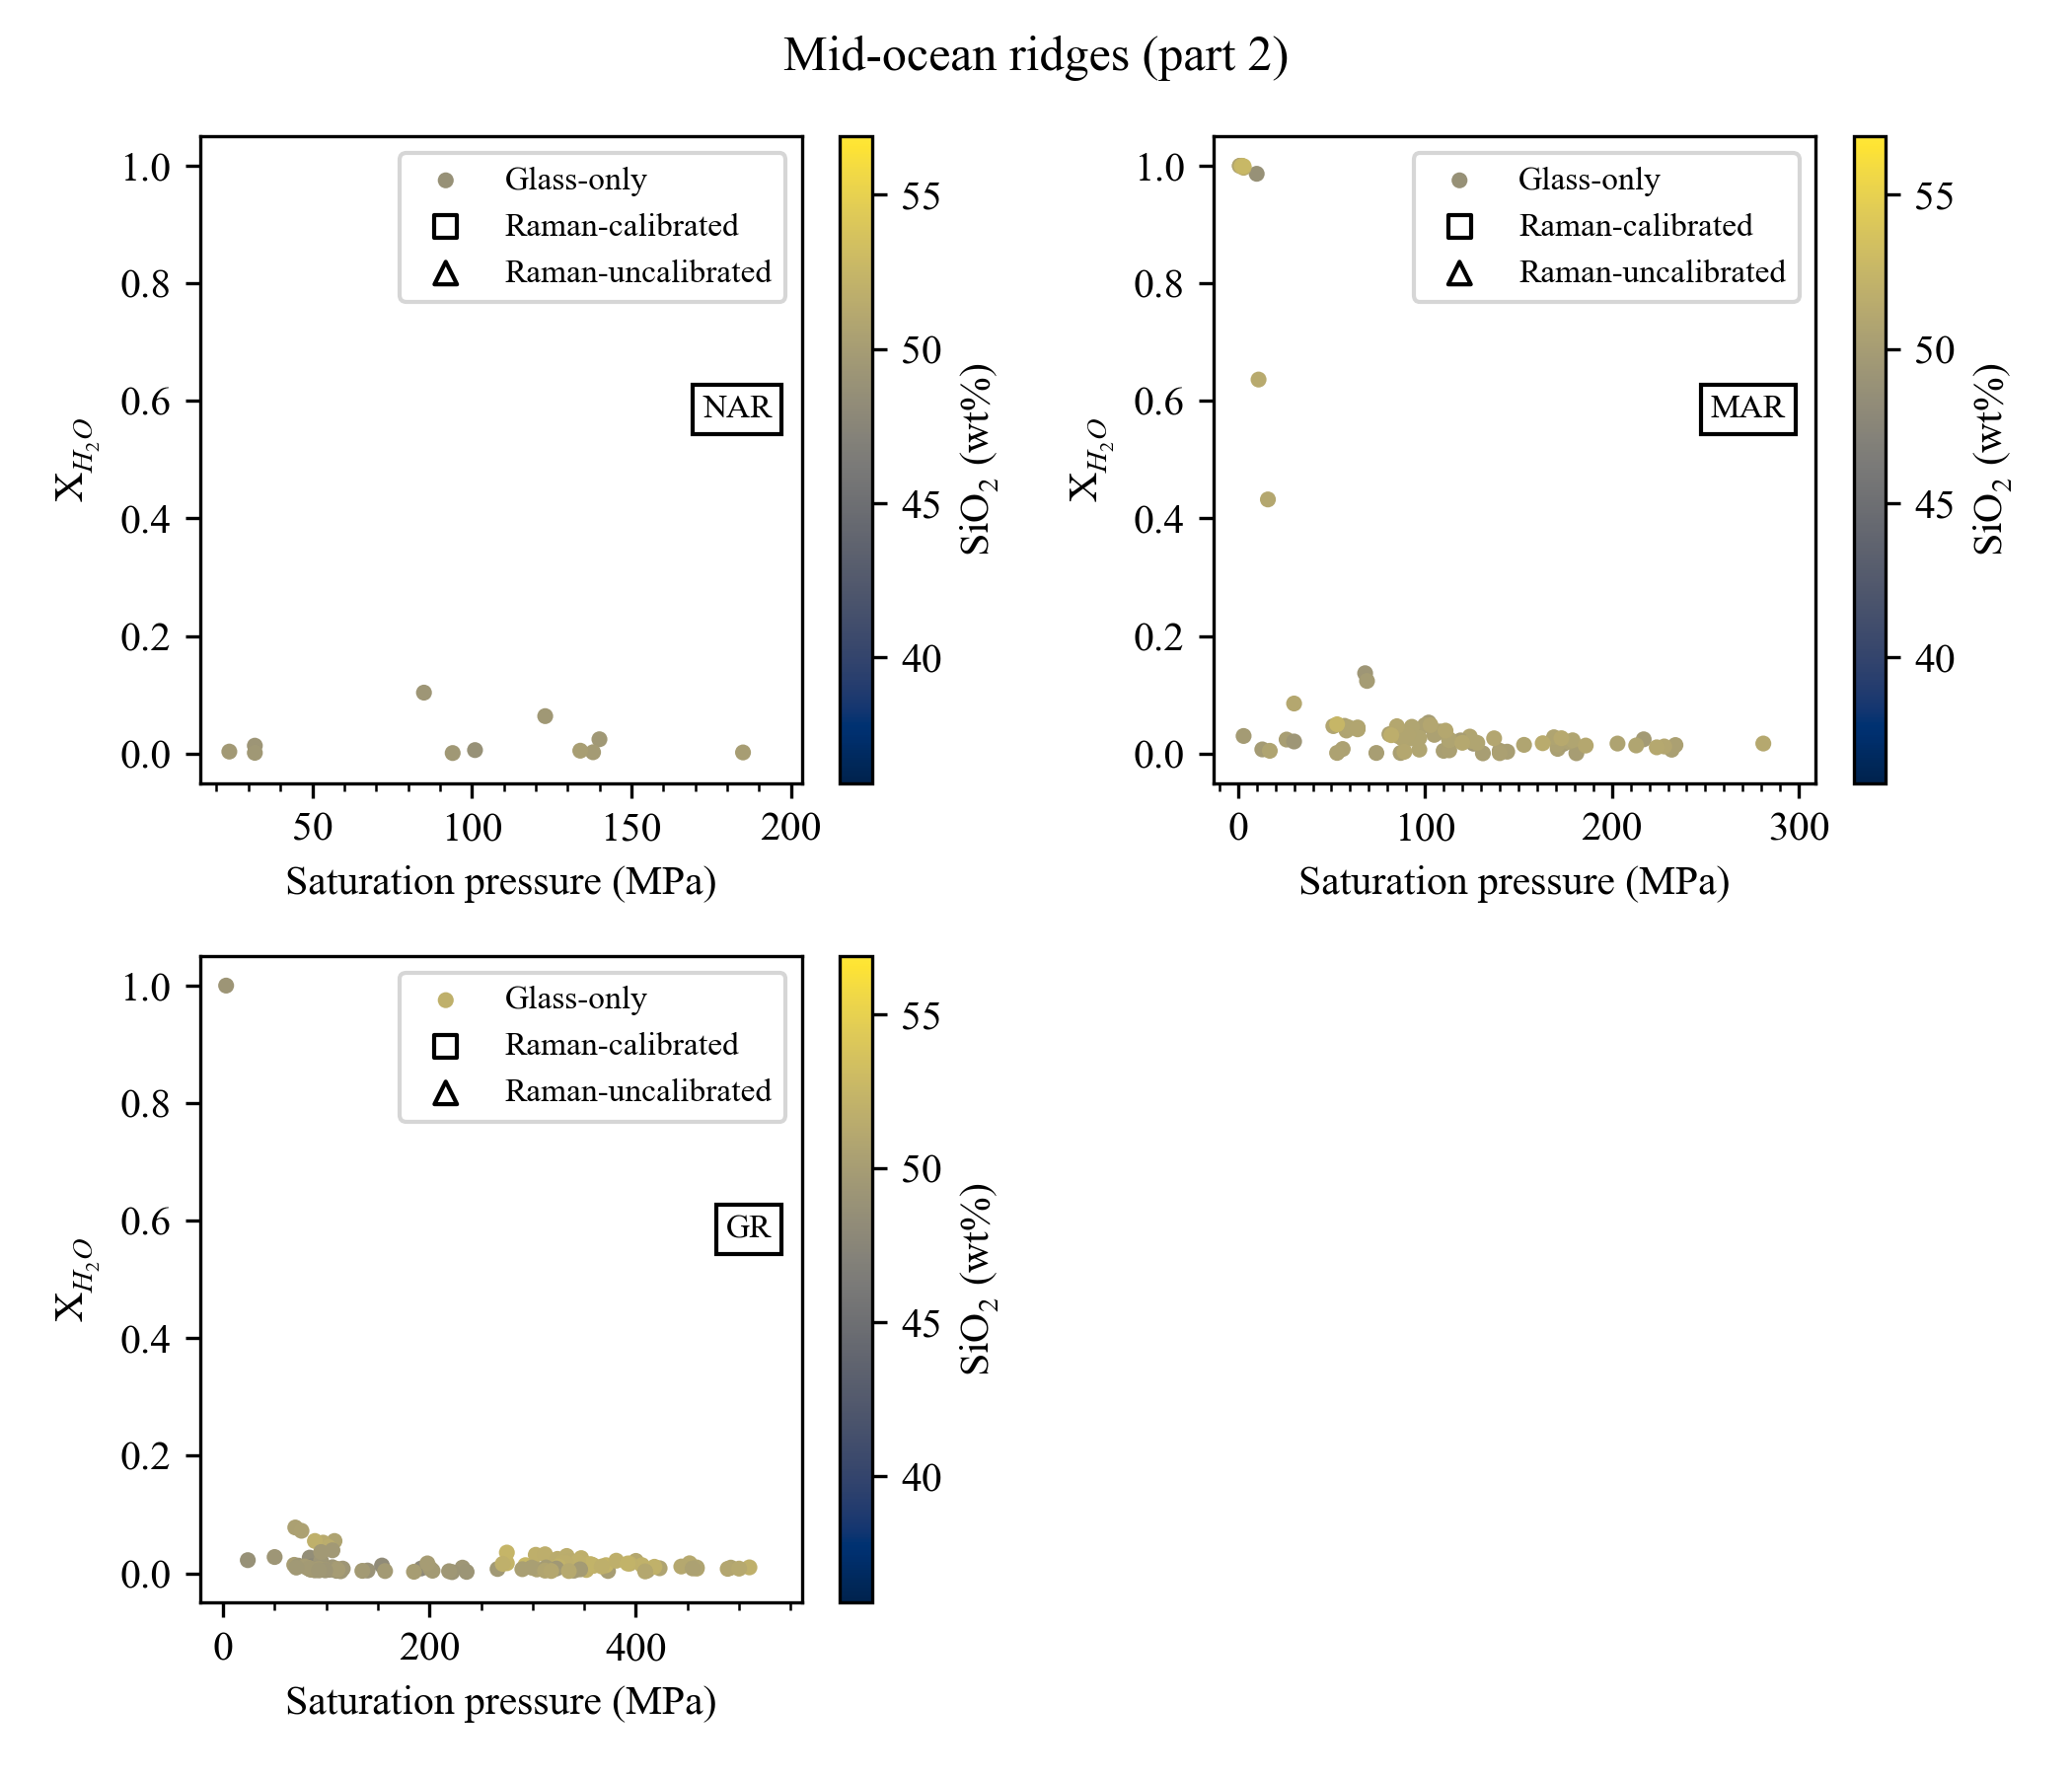 Mid-ocean ridges (part 2)
1.0
0.8
0.6
0.4
0.2
0.0
X_{H_2O}
Glass-only
Raman-calibrated
Raman-uncalibrated
NAR
50
100
150
200
Saturation pressure (MPa)
55
50
45
40
SiO₂ (wt%)
1.0
0.8
0.6
0.4
0.2
0.0
X_{H_2O}
Glass-only
Raman-calibrated
Raman-uncalibrated
MAR
0
100
200
300
Saturation pressure (MPa)
55
50
45
40
SiO₂ (wt%)
1.0
0.8
0.6
0.4
0.2
0.0
X_{H_2O}
Glass-only
Raman-calibrated
Raman-uncalibrated
GR
0
200
400
Saturation pressure (MPa)
55
50
45
40
SiO₂ (wt%)